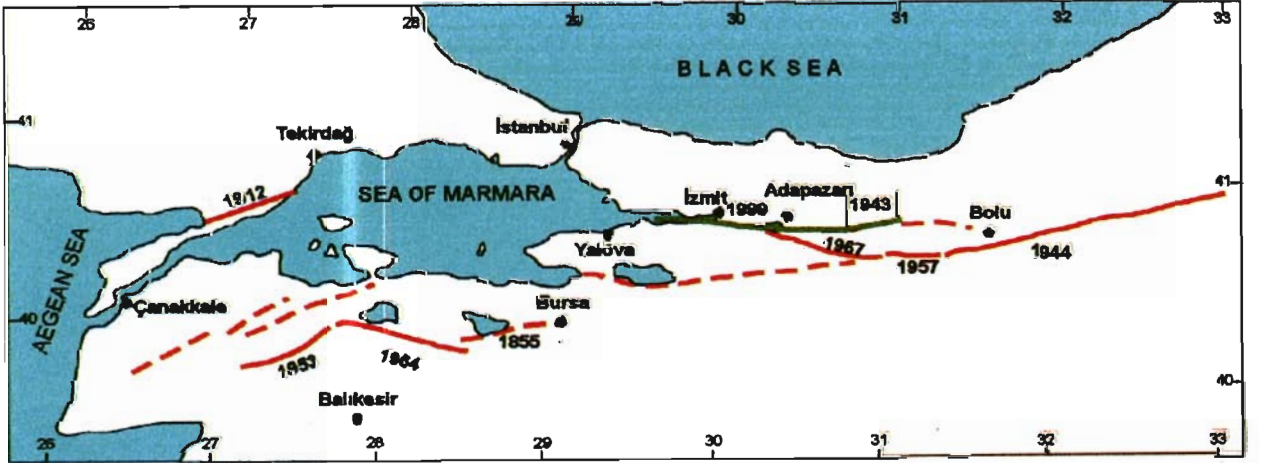 26 27 28 29 30 31 32 33
BLACK SEA
41
Tekirdağ
İstanbul
SEA OF MARMARA
41
1912
İzmit
1999
Adapazarı
1943
Bolu
Yalova
1967
1957
1944
AEGEAN SEA
Çanakkale
Bursa
40
1855
1953
1964
40
Balıkesir
26 27 28 29 30 31 32 33